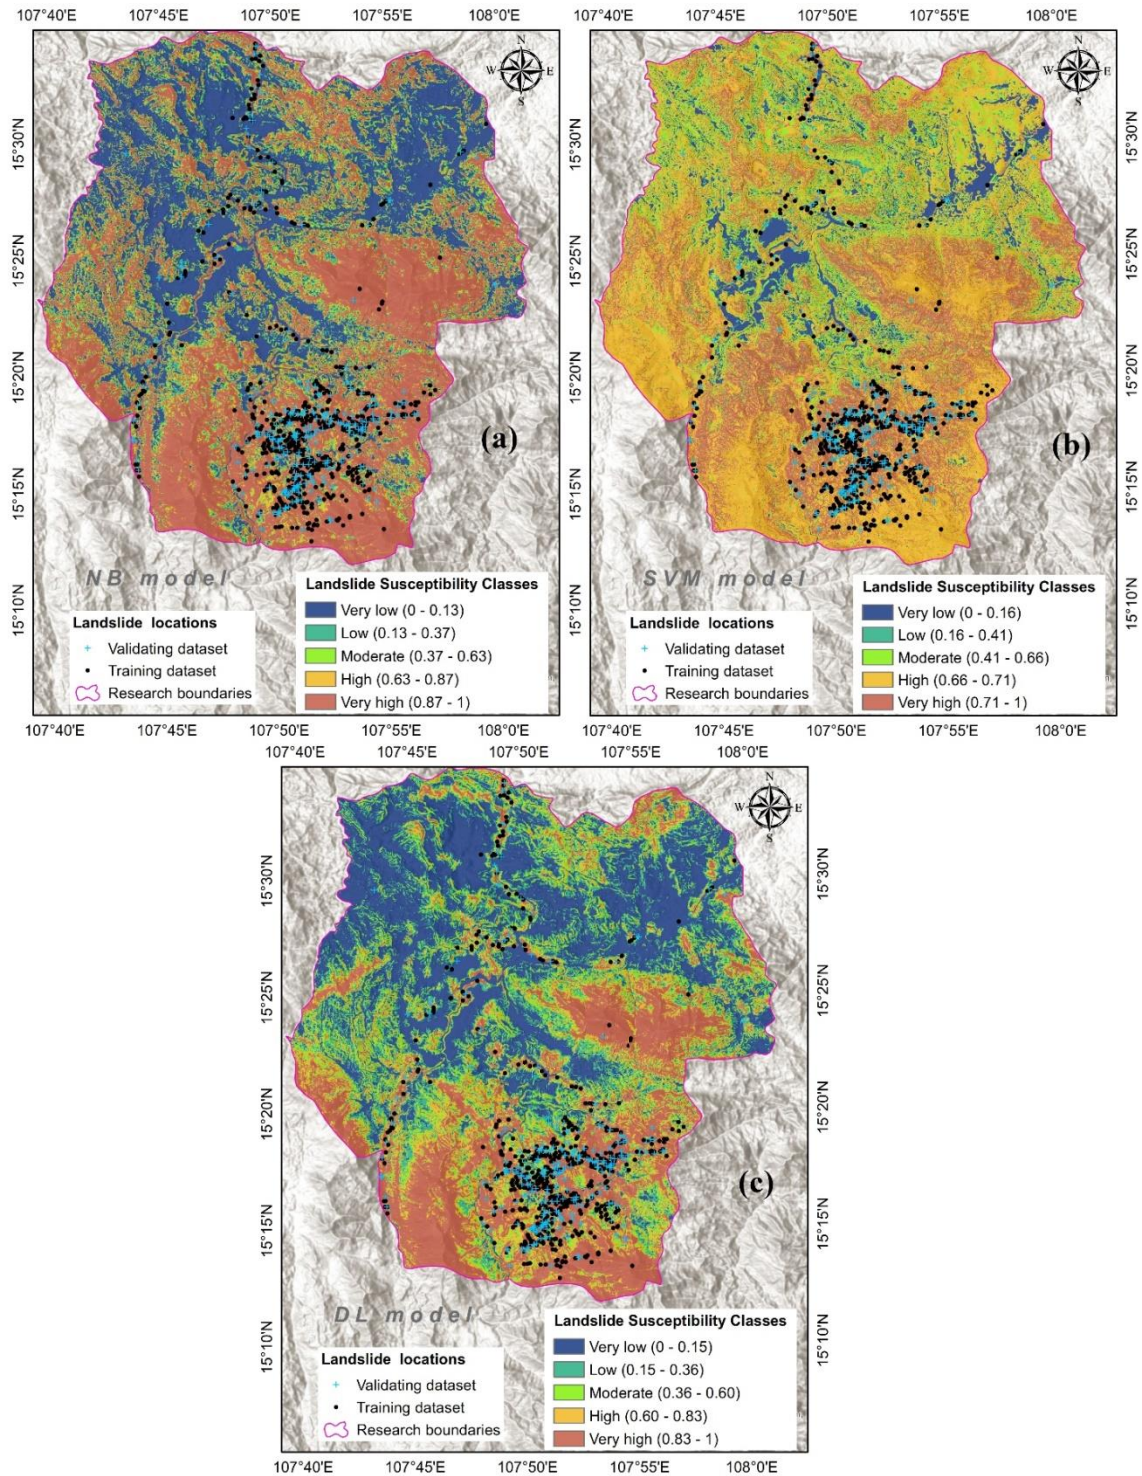 107°40'E 107°45'E 107°50'E 107°55'E 108°0'E
107°40'E 107°45'E 107°50'E 107°55'E 108°0'E
N
W E
S
N
W E
S
15°30'N
15°25'N
15°20'N
15°15'N
15°10'N
15°30'N
15°25'N
15°20'N
15°15'N
15°10'N
15°30'N
15°25'N
15°20'N
15°15'N
15°10'N
(a)
(b)
NB model
Landslide locations
Validating dataset
Training dataset
Research boundaries
Landslide Susceptibility Classes
Very low (0 - 0.13)
Low (0.13 - 0.37)
Moderate (0.37 - 0.63)
High (0.63 - 0.87)
Very high (0.87 - 1)
SVM model
Landslide locations
Validating dataset
Training dataset
Research boundaries
Landslide Susceptibility Classes
Very low (0 - 0.16)
Low (0.16 - 0.41)
Moderate (0.41 - 0.66)
High (0.66 - 0.71)
Very high (0.71 - 1)
107°40'E 107°45'E 107°50'E 107°55'E 108°0'E
107°40'E 107°45'E 107°50'E 107°55'E 108°0'E
107°40'E 107°45'E 107°50'E 107°55'E 108°0'E
N
W E
S
15°30'N
15°25'N
15°20'N
15°15'N
15°10'N
15°30'N
15°25'N
15°20'N
15°15'N
15°10'N
(c)
DL model
Landslide locations
Validating dataset
Training dataset
Research boundaries
Landslide Susceptibility Classes
Very low (0 - 0.15)
Low (0.15 - 0.36)
Moderate (0.36 - 0.60)
High (0.60 - 0.83)
Very high (0.83 - 1)
107°40'E 107°45'E 107°50'E 107°55'E 108°0'E